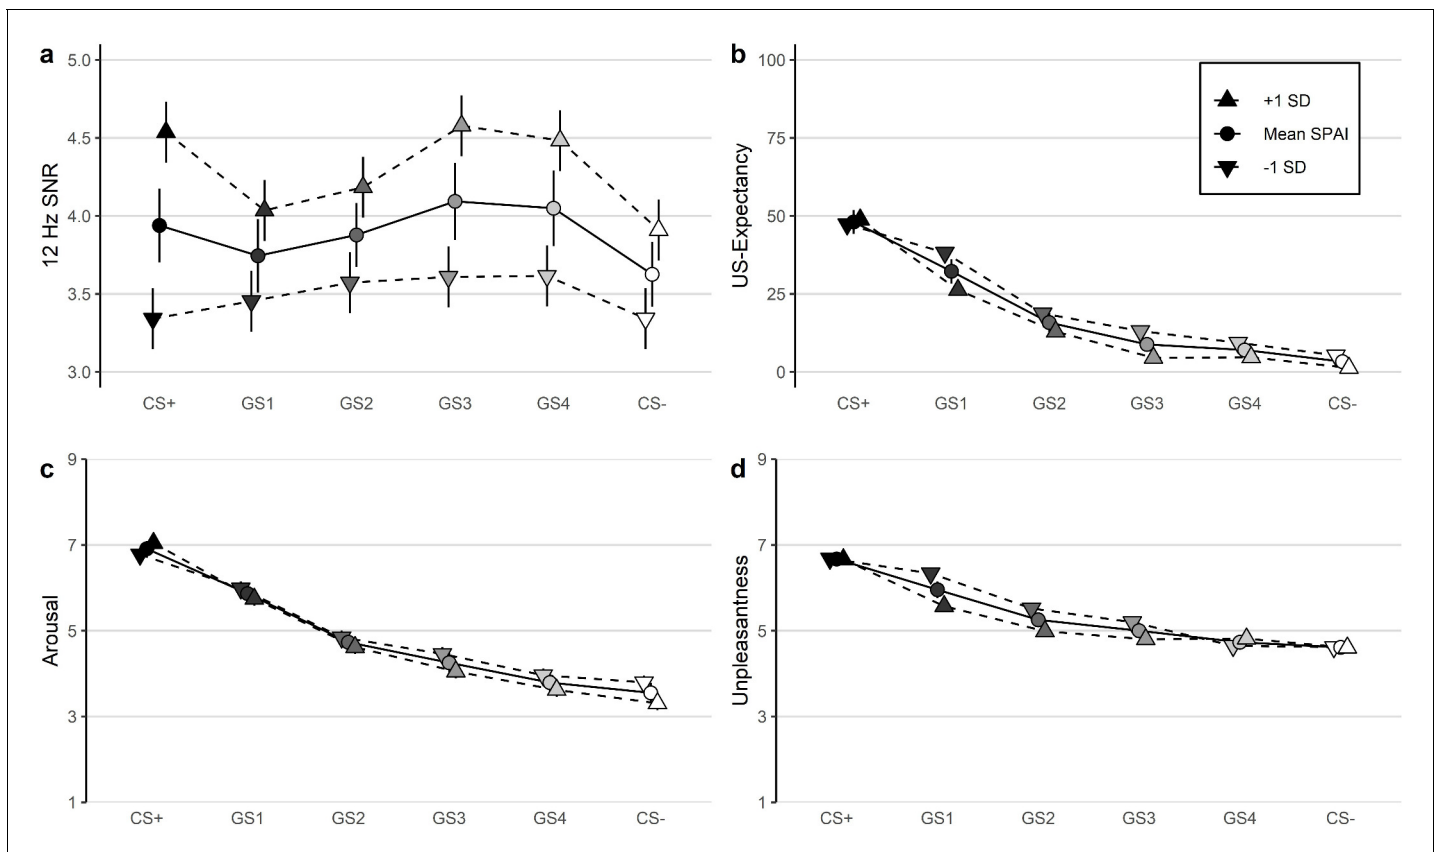 a
12 Hz SNR
5.0
4.5
4.0
3.5
3.0
CS+ GS1 GS2 GS3 GS4 CS-
b
US-Expectancy
100
75
50
25
0
+1 SD
Mean SPAI
-1 SD
CS+ GS1 GS2 GS3 GS4 CS-
c
Arousal
9
7
5
3
1
CS+ GS1 GS2 GS3 GS4 CS-
d
Unpleasantness
9
7
5
3
1
CS+ GS1 GS2 GS3 GS4 CS-